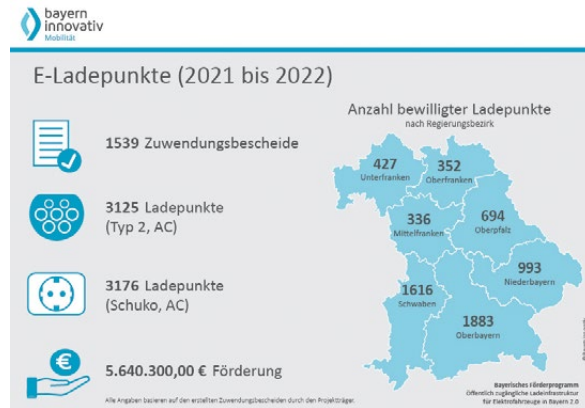 bayern
innovativ
Mobilität
E-Ladepunkte (2021 bis 2022)
1539 Zuwendungsbescheide
3125 Ladepunkte
(Typ 2, AC)
3176 Ladepunkte
(Schuko, AC)
5.640.300,00 € Förderung
Alle Angaben basieren auf den erstellten Zuwendungsbescheiden durch den Projektträger.
Anzahl bewilligter Ladepunkte
nach Regierungsbezirk
427
Unterfranken
352
Oberfranken
336
Mittelfranken
694
Oberpfalz
993
Niederbayern
1616
Schwaben
1883
Oberbayern
Bayerisches Förderprogramm
Öffentlich zugängliche Ladeinfrastruktur
für Elektrofahrzeuge in Bayern 2.0